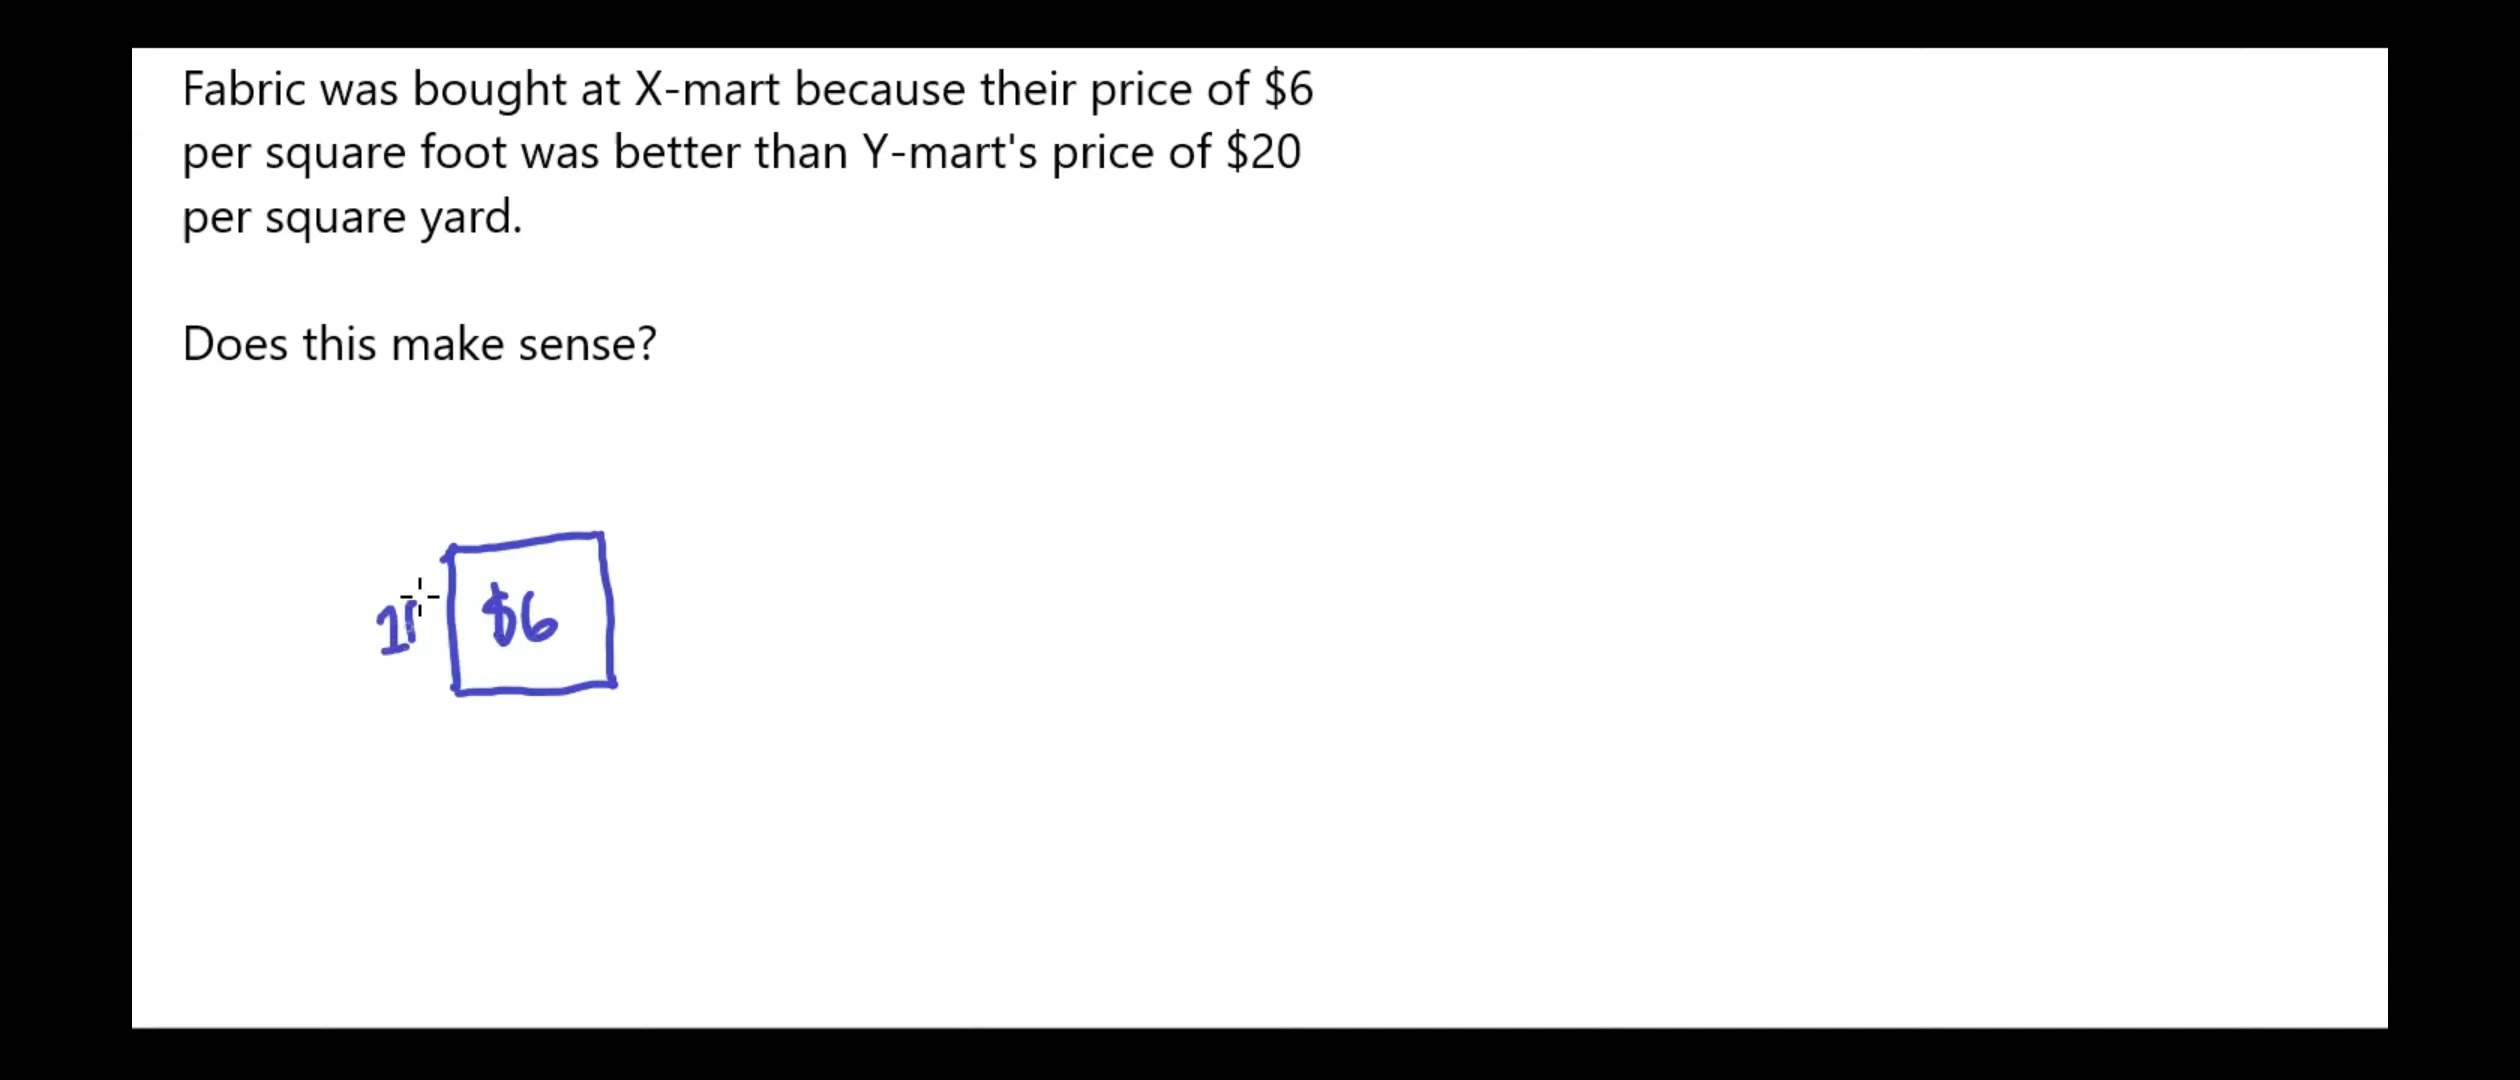 Fabric was bought at X-mart because their price of $6
per square foot was better than Y-mart's price of $20
per square yard.
Does this make sense?
$6